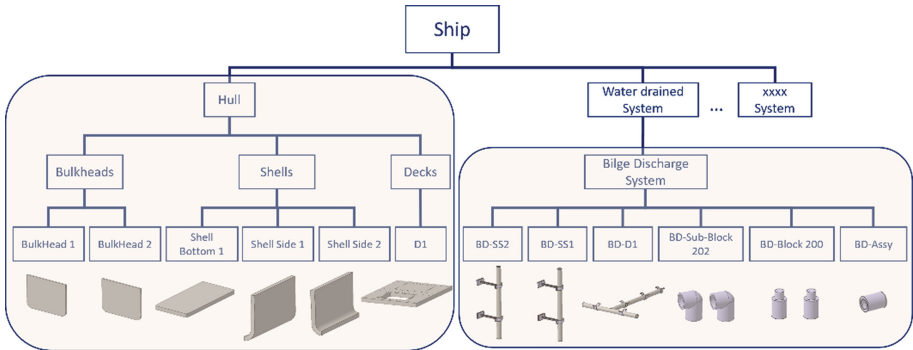 Ship
Hull
Water drained
System
...
xxxx
System
Bulkheads
Shells
Decks
Bilge Discharge
System
BulkHead 1
BulkHead 2
Shell
Bottom 1
Shell Side 1
Shell Side 2
D1
BD-SS2
BD-SS1
BD-D1
BD-Sub-Block
202
BD-Block 200
BD-Assy